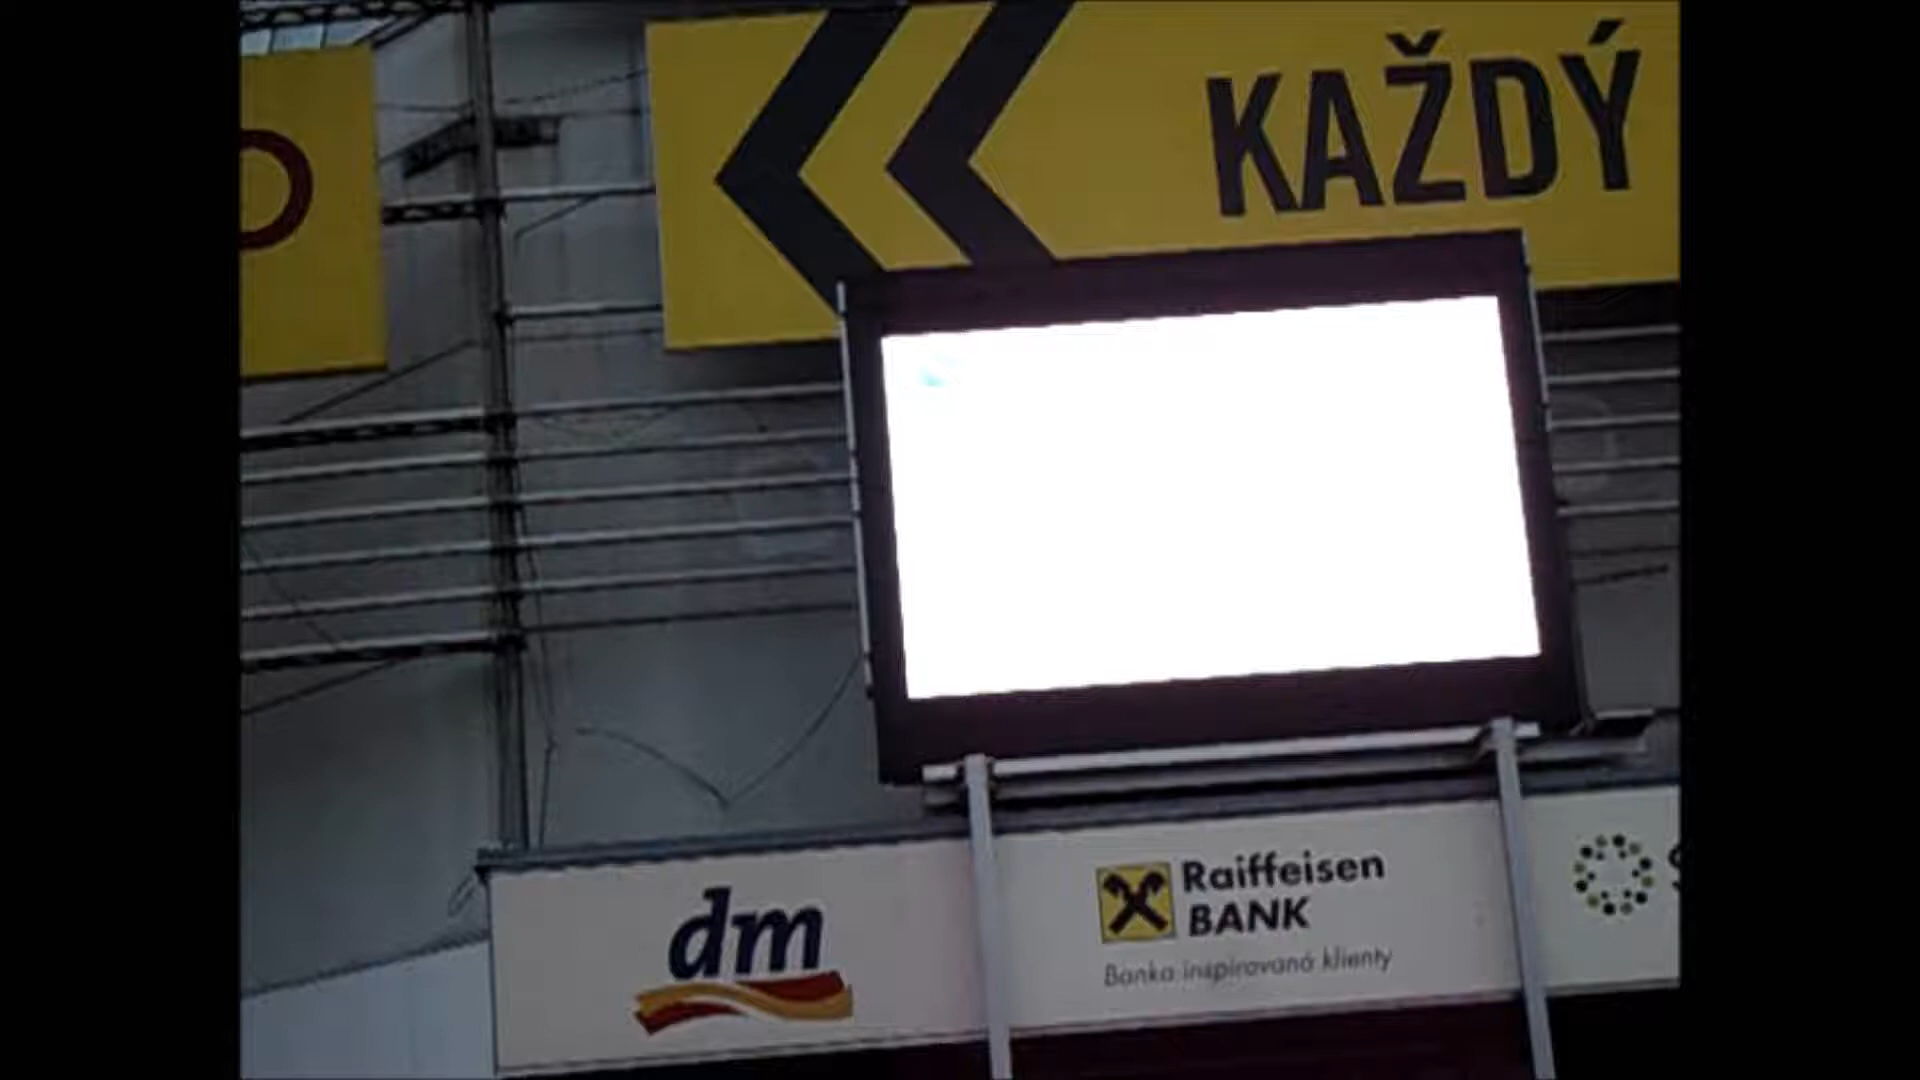 KAŽDÝ
dm
Raiffeisen
BANK
Banka inspirovaná klienty